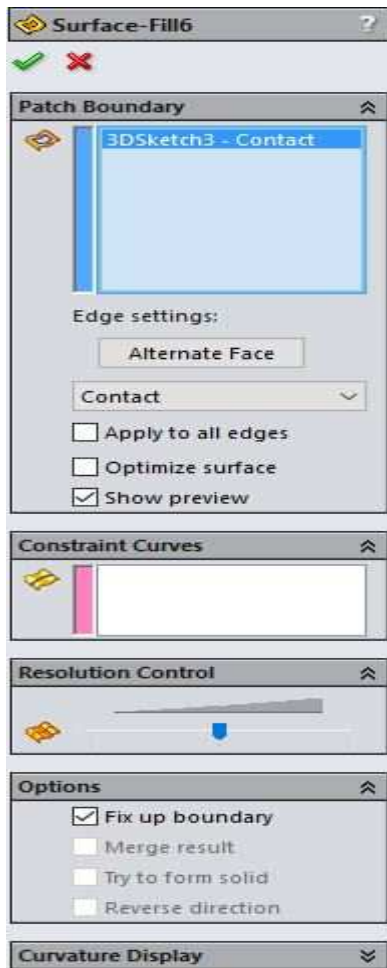 Surface-Fill6
?
Patch Boundary
3DSketch3 - Contact
Edge settings:
Alternate Face
Contact
Apply to all edges
Optimize surface
Show preview
Constraint Curves
Resolution Control
Options
Fix up boundary
Merge result
Try to form solid
Reverse direction
Curvature Display